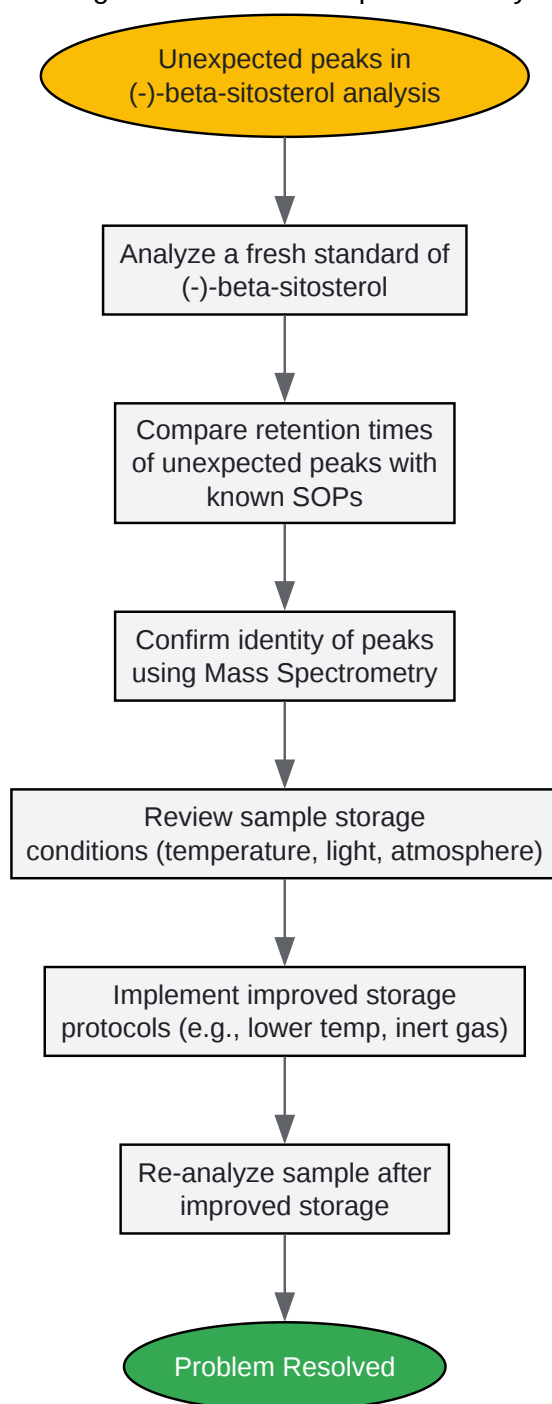 Unexpected peaks in
(-)-beta-sitosterol analysis
Analyze a fresh standard of
(-)-beta-sitosterol
Compare retention times
of unexpected peaks with
known SOPs
Confirm identity of peaks
using Mass Spectrometry
Review sample storage
conditions (temperature, light, atmosphere)
Implement improved storage
protocols (e.g., lower temp, inert gas)
Re-analyze sample after
improved storage
Problem Resolved